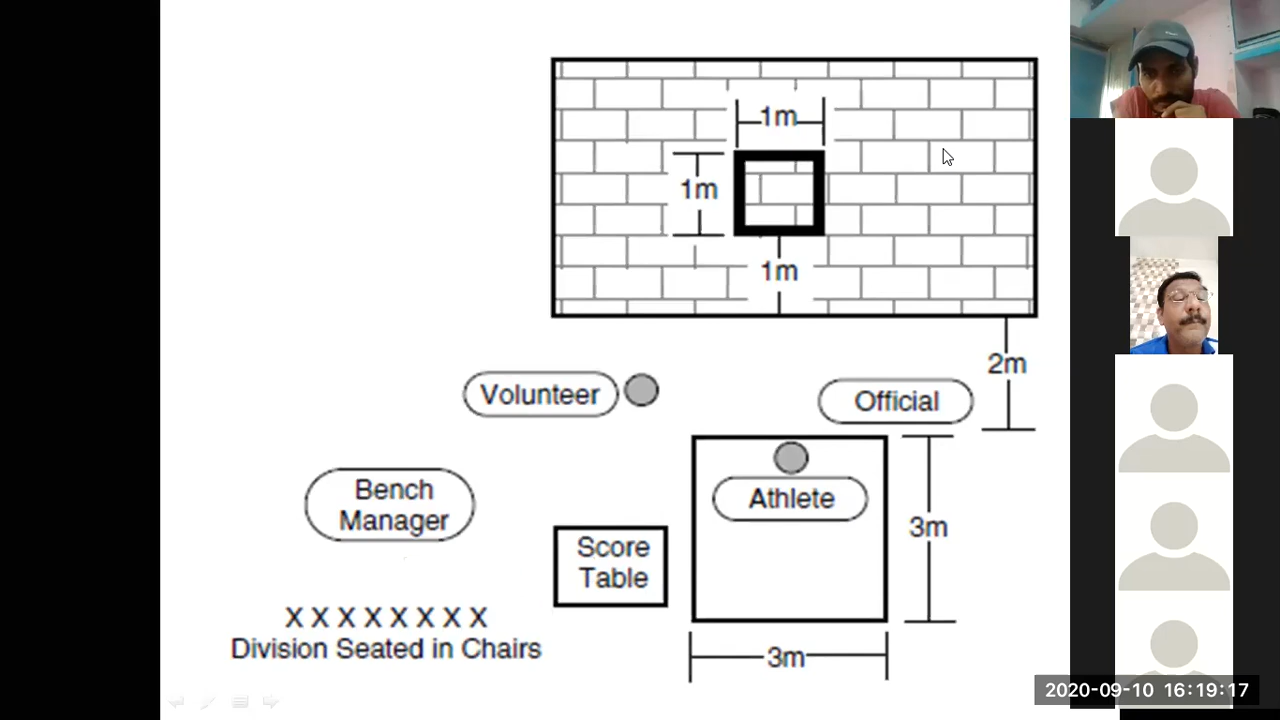 1m
1m
1m
2m
Volunteer
Official
Bench
Manager
Athlete
Score
Table
3m
X X X X X X X X
Division Seated in Chairs
3m
2020-09-10 16:19:17